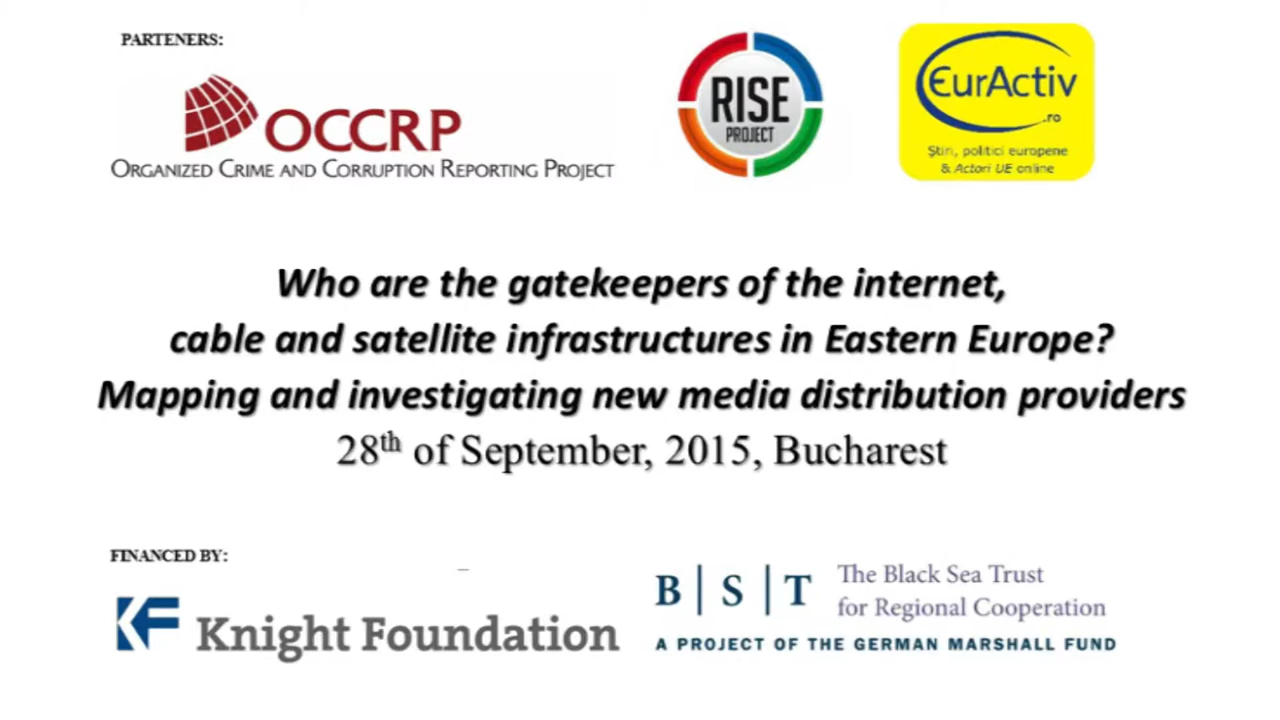 PARTENERS:
OCCRP
ORGANIZED CRIME AND CORRUPTION REPORTING PROJECT
RISE
PROJECT
EurActiv
.ro
Știri, politici europene
& Actori UE online
Who are the gatekeepers of the internet,
cable and satellite infrastructures in Eastern Europe?
Mapping and investigating new media distribution providers
28th of September, 2015, Bucharest
FINANCED BY:
KF Knight Foundation
B|S|T
The Black Sea Trust
for Regional Cooperation
A PROJECT OF THE GERMAN MARSHALL FUND